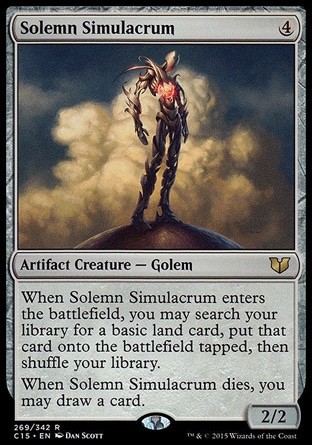 Solemn Simulacrum 4
Artifact Creature — Golem
When Solemn Simulacrum enters
the battlefield, you may search your
library for a basic land card, put that
card onto the battlefield tapped, then
shuffle your library.
When Solemn Simulacrum dies, you
may draw a card.
2/2
269/342 R
C15 • EN Dan Scott
™ & © 2015 Wizards of the Coast